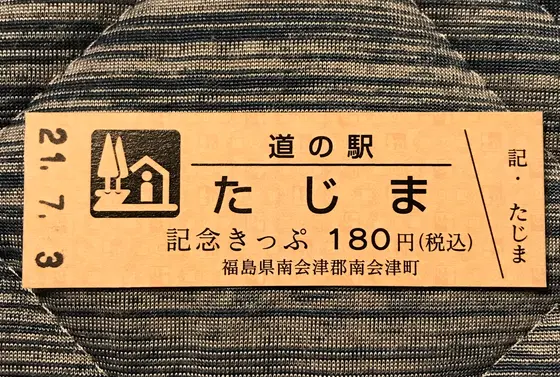 21.7.3
道の駅
たじま
記念きっぷ 180円(税込)
福島県南会津郡南会津町
記・たじま